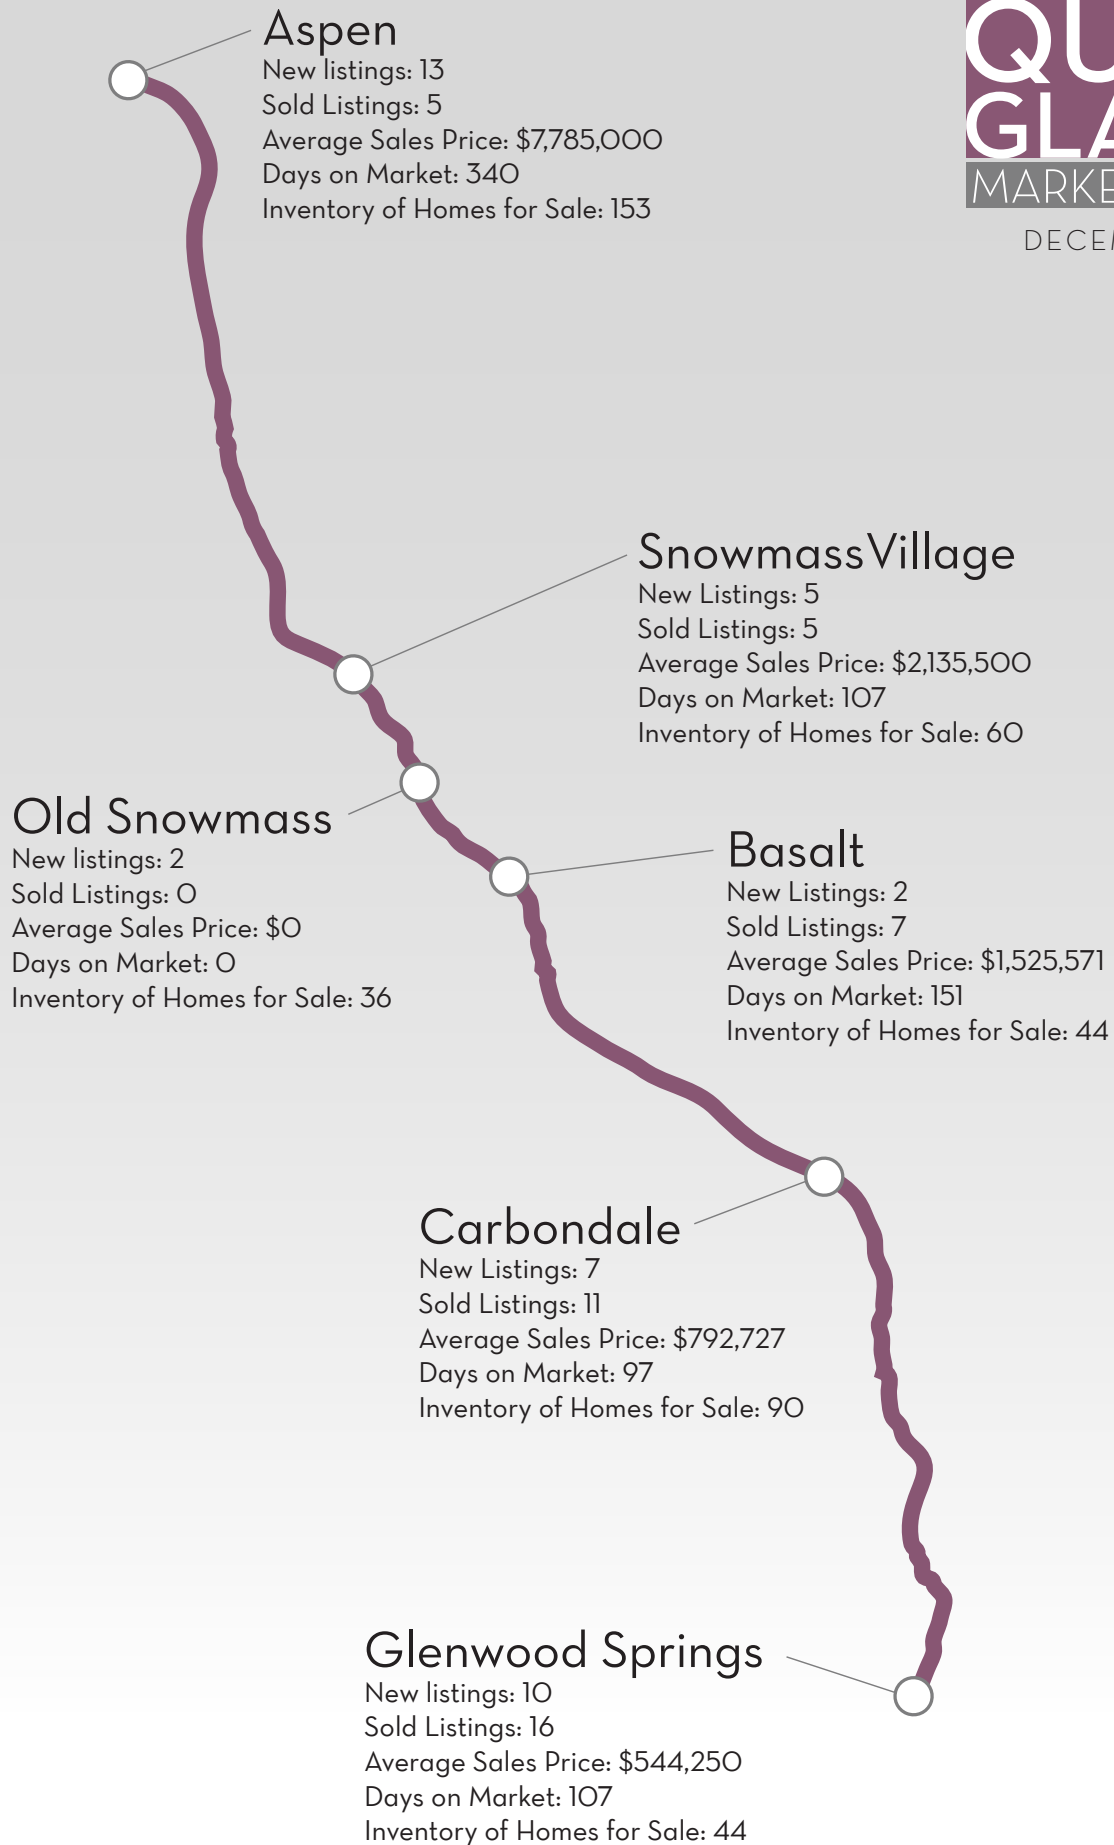 Aspen
New listings: 13
Sold Listings: 5
Average Sales Price: $7,785,000
Days on Market: 340
Inventory of Homes for Sale: 153
Snowmass Village
New Listings: 5
Sold Listings: 5
Average Sales Price: $2,135,500
Days on Market: 107
Inventory of Homes for Sale: 60
Old Snowmass
New listings: 2
Sold Listings: 0
Average Sales Price: $0
Days on Market: 0
Inventory of Homes for Sale: 36
Basalt
New Listings: 2
Sold Listings: 7
Average Sales Price: $1,525,571
Days on Market: 151
Inventory of Homes for Sale: 44
Carbondale
New Listings: 7
Sold Listings: 11
Average Sales Price: $792,727
Days on Market: 97
Inventory of Homes for Sale: 90
Glenwood Springs
New listings: 10
Sold Listings: 16
Average Sales Price: $544,250
Days on Market: 107
Inventory of Homes for Sale: 44